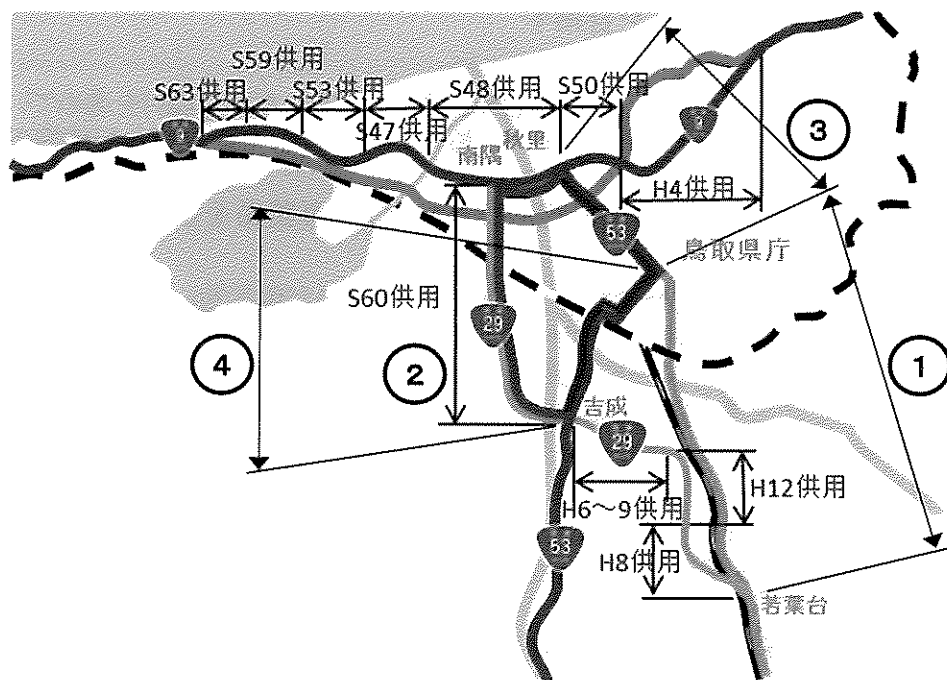 S59供用
S63供用
S53供用
S48供用
S50供用
S47供用
秋里
南隈
9
9
3
H4供用
53
鳥取県庁
S60供用
29
4
2
1
吉成
29
H12供用
H6～9供用
53
H8供用
若葉台